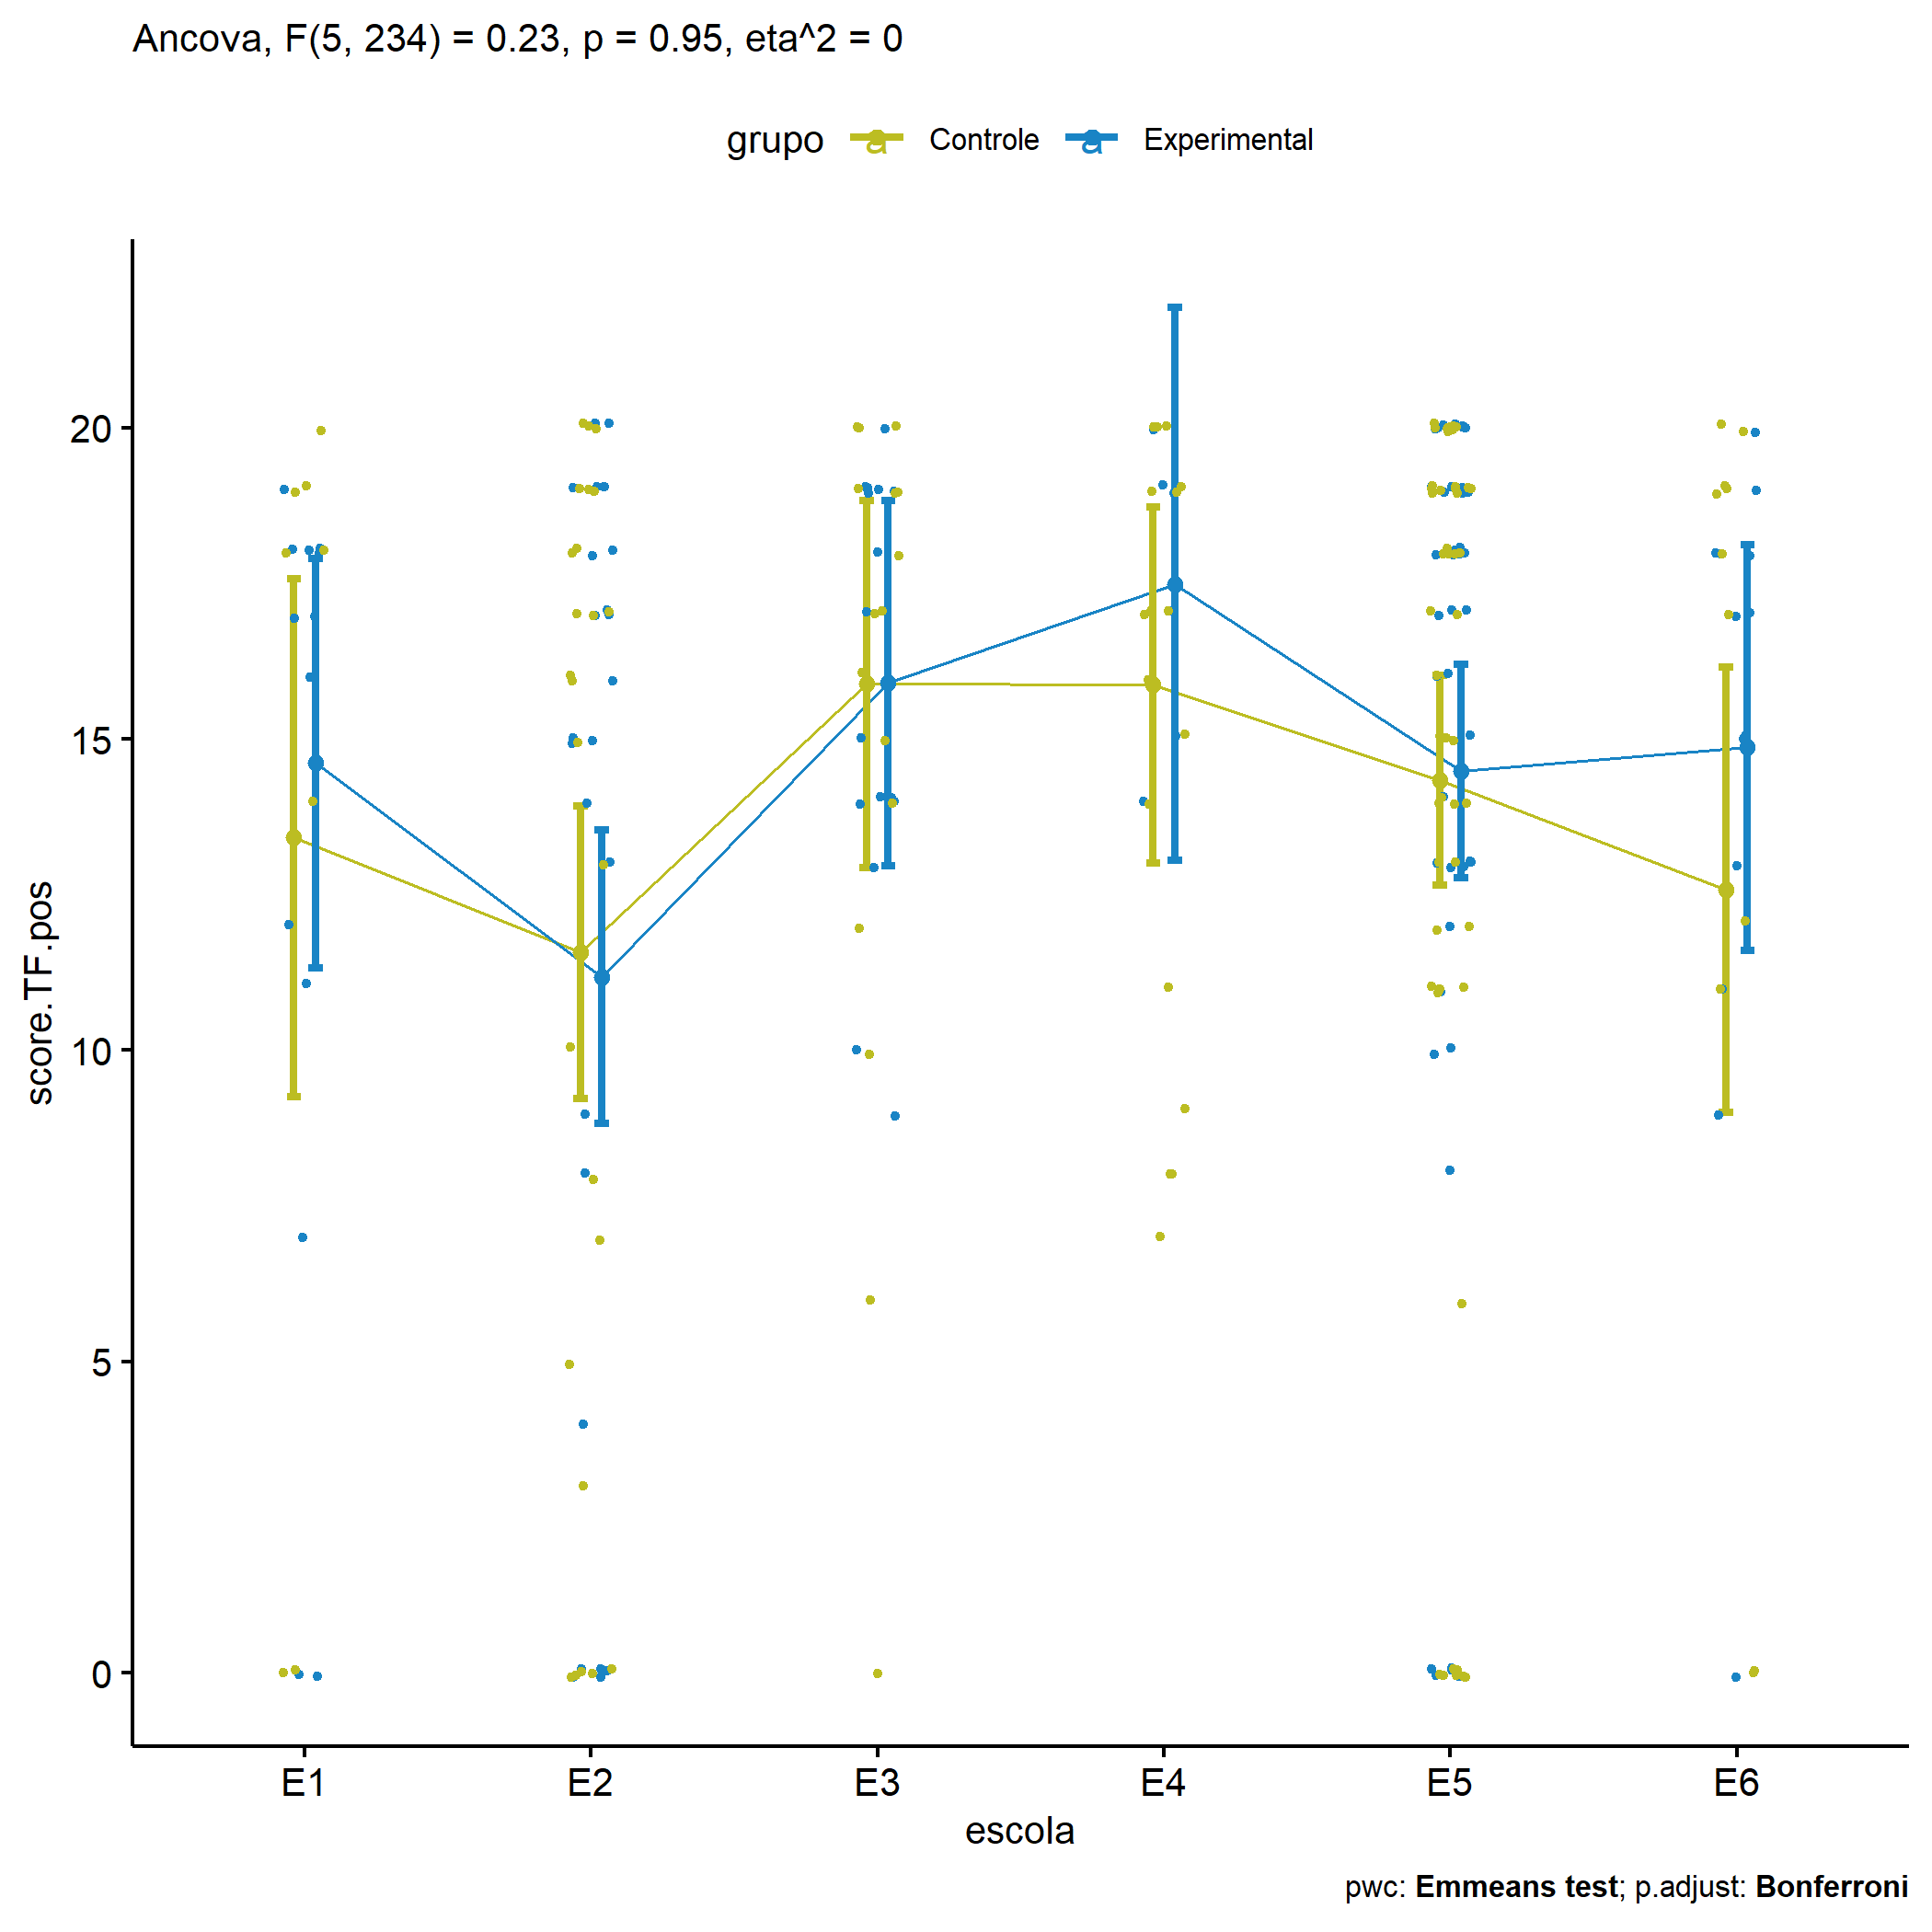 Ancova, F(5, 234) = 0.23, p = 0.95, eta^2 = 0
grupo a Controle a Experimental
20
15
10
5
0
score.TF.pos
E1 E2 E3 E4 E5 E6
escola
pwc: Emmeans test; p.adjust: Bonferroni